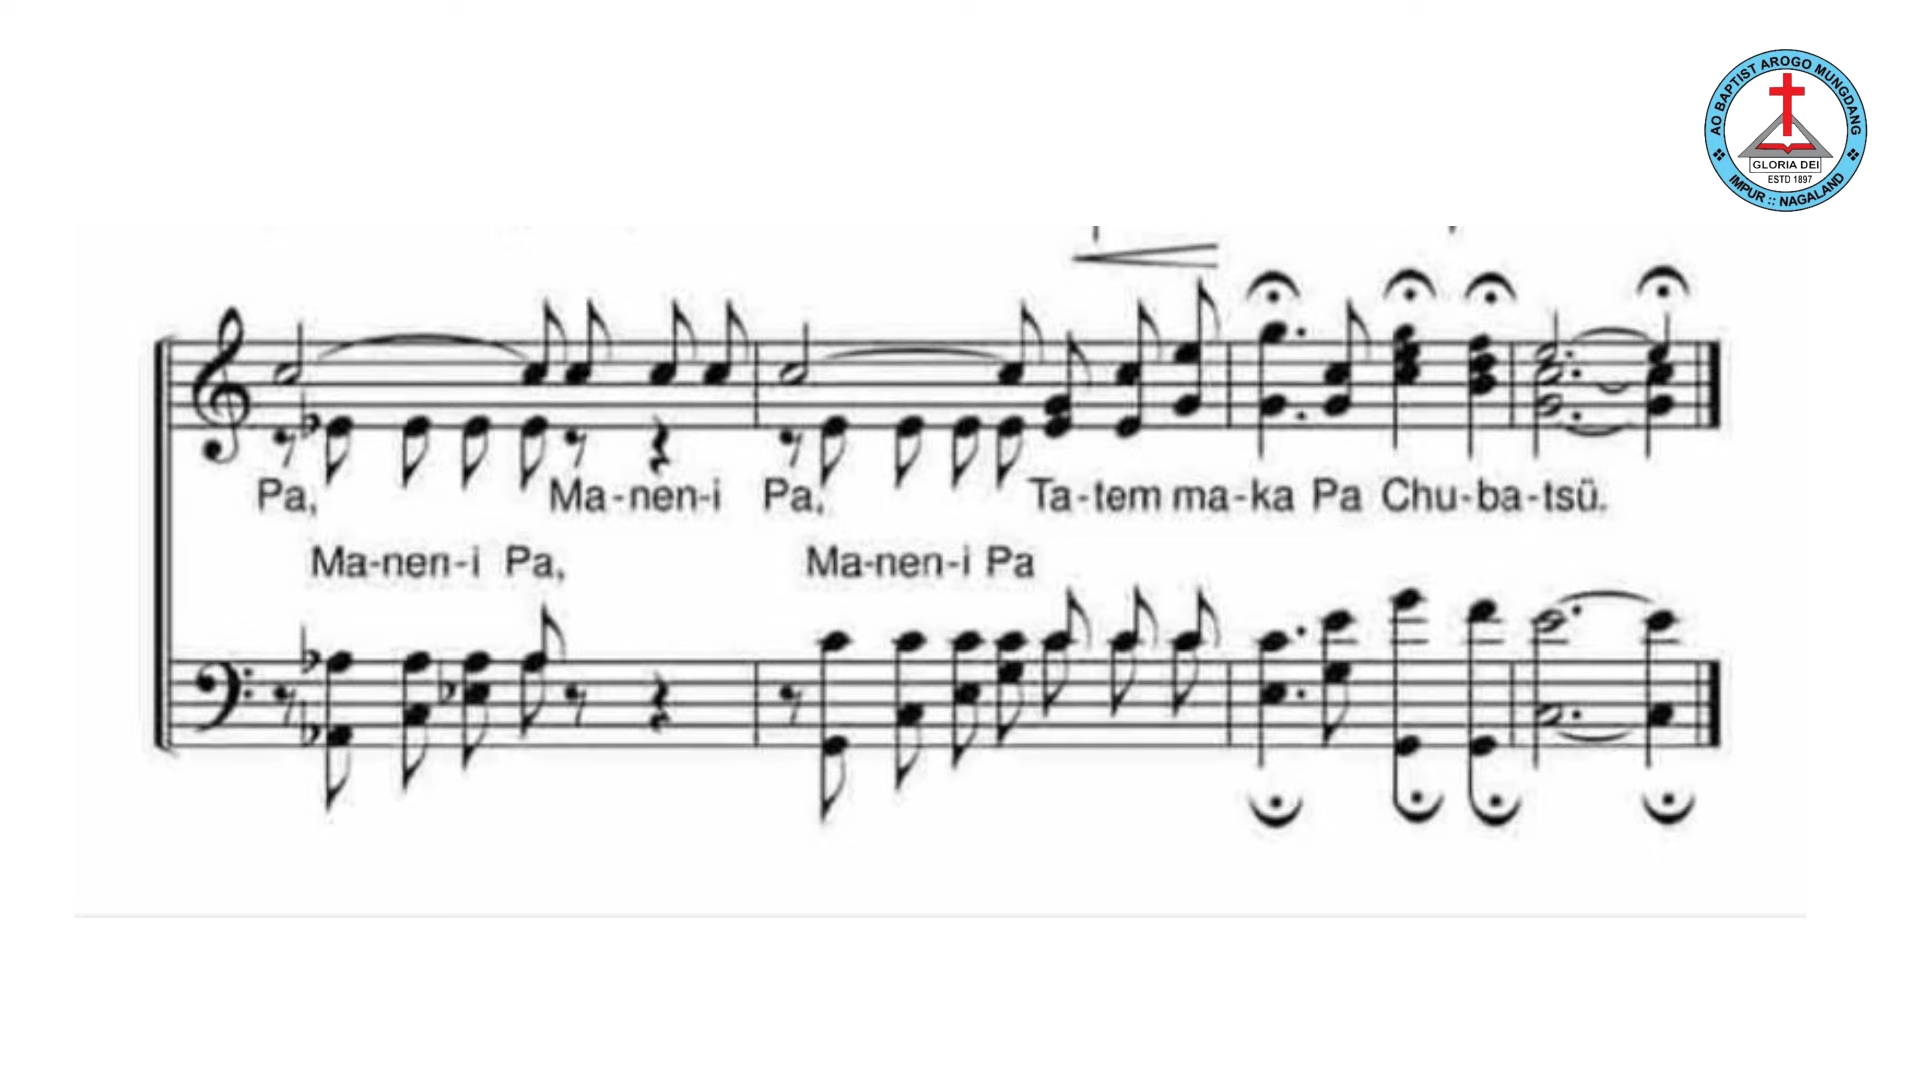 AO BAPTIST AROGO MUNGDANG
GLORIA DEI
ESTD 1897
IMPUR :: NAGALAND
Pa, Ma-nen-i Pa, Ta-tem ma-ka Pa Chu-ba-tsü.
Ma-nen-i Pa, Ma-nen-i Pa